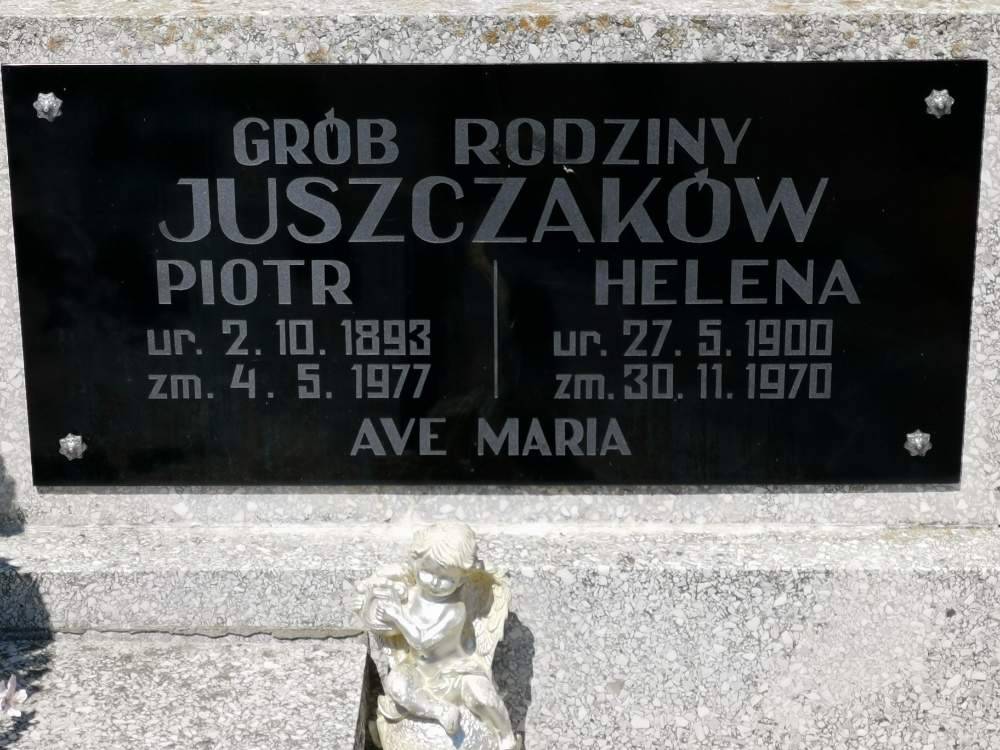 GRÓB RODZINY
JUSZCZAKÓW
PIOTR HELENA
ur. 2. 10. 1893 ur. 27. 5. 1900
zm. 4. 5. 1977 zm. 30. 11. 1970
AVE MARIA